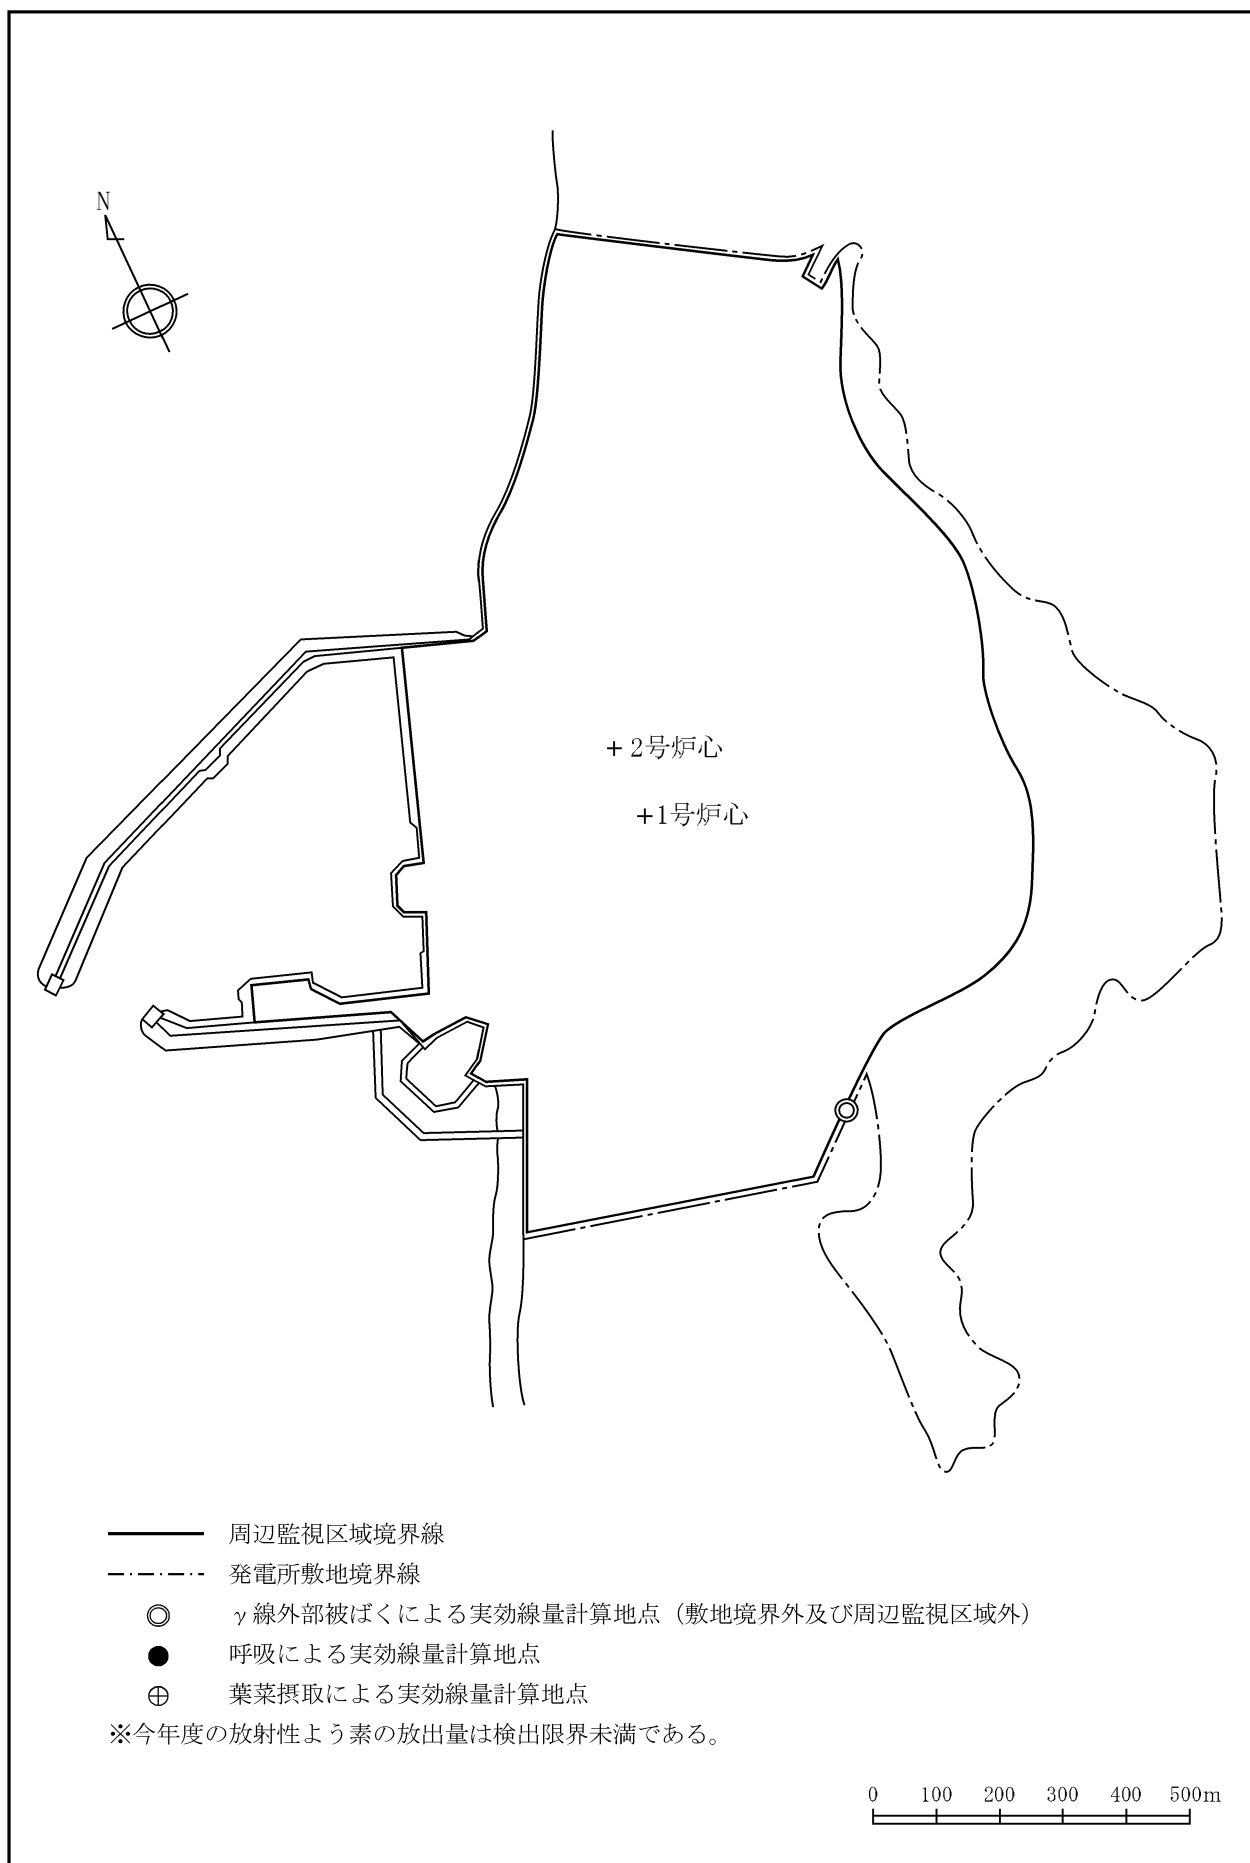 N
+ 2号炉心
+1号炉心
周辺監視区域境界線
発電所敷地境界線
γ線外部被ばくによる実効線量計算地点（敷地境界外及び周辺監視区域外）
呼吸による実効線量計算地点
葉菜摂取による実効線量計算地点
※今年度の放射性よう素の放出量は検出限界未満である。
0 100 200 300 400 500m